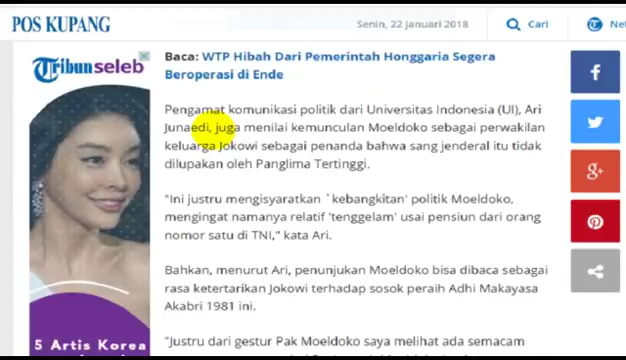 POS KUPANG
Senin, 22 Januari 2018
Cari
Tribunseleb
Baca: WTP Hibah Dari Pemerintah Honggaria Segera
Beroperasi di Ende
Pengamat komunikasi politik dari Universitas Indonesia (UI), Ari
Junaedi, juga menilai kemunculan Moeldoko sebagai perwakilan
keluarga Jokowi sebagai penanda bahwa sang jenderal itu tidak
dilupakan oleh Panglima Tertinggi.
"Ini justru mengisyaratkan `kebangkitan' politik Moeldoko,
mengingat namanya relatif 'tenggelam' usai pensiun dari orang
nomor satu di TNI," kata Ari.
Bahkan, menurut Ari, penunjukan Moeldoko bisa dibaca sebagai
rasa ketertarikan Jokowi terhadap sosok peraih Adhi Makayasa
Akabri 1981 ini.
"Justru dari gestur Pak Moeldoko saya melihat ada semacam
5 Artis Korea